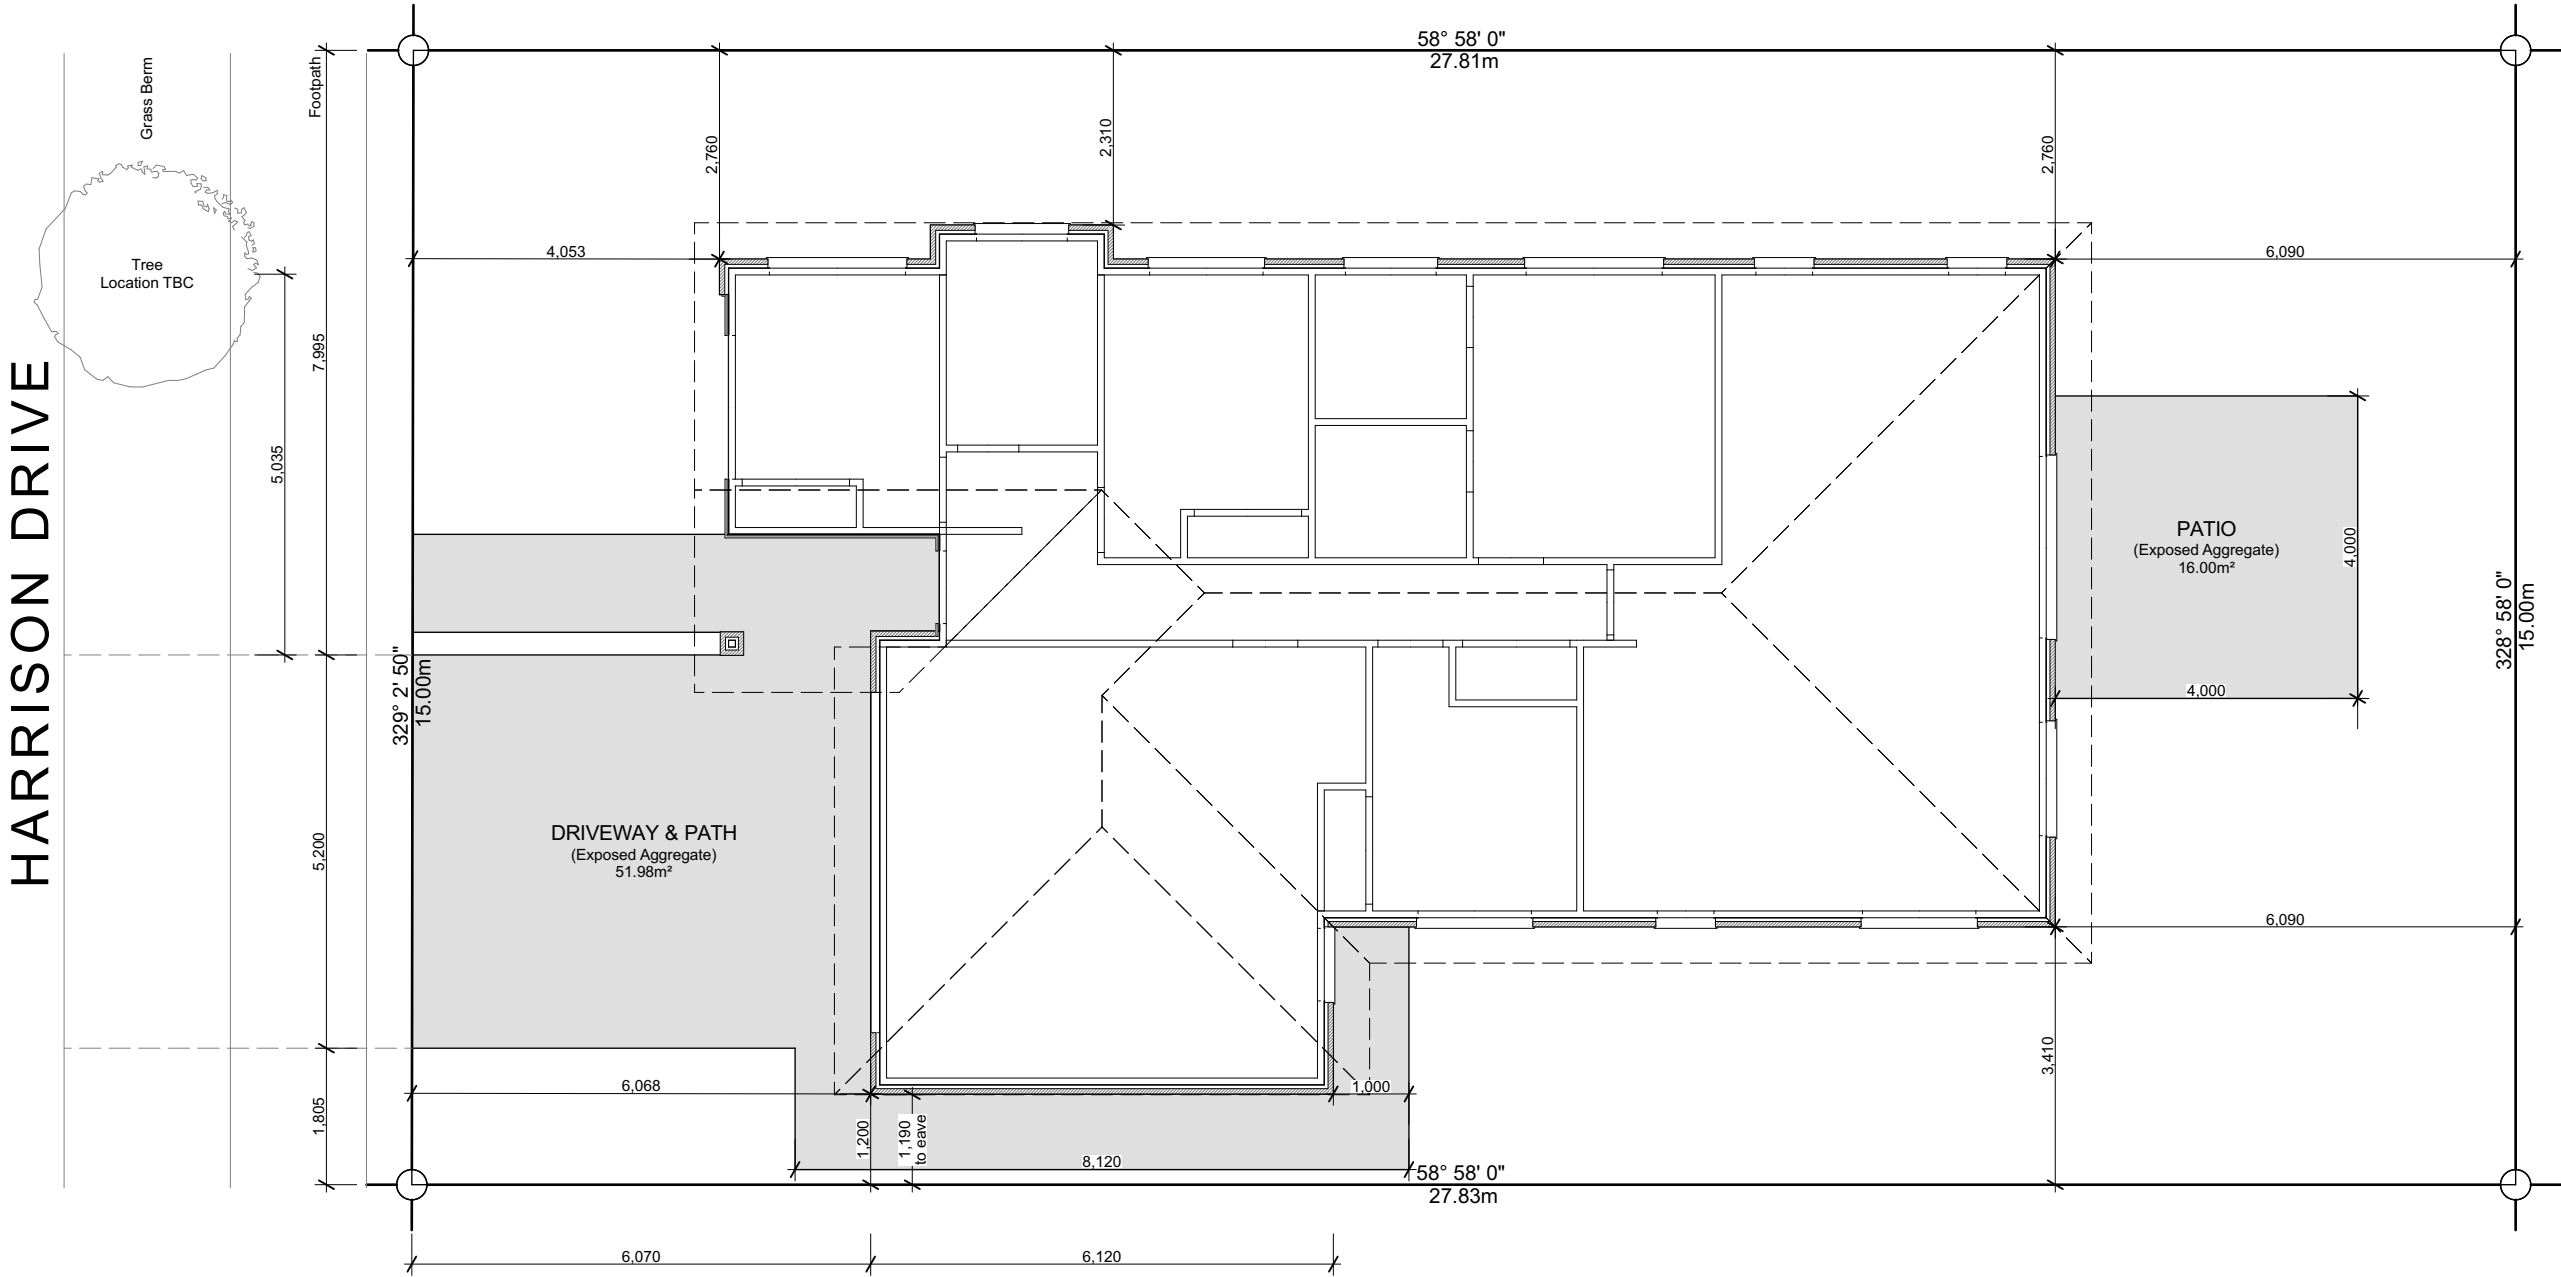 58° 58' 0"
27.81m
Grass Berm
Footpath
2,760
2,310
2,760
4,053
6,090
Tree
Location TBC
7,995
5,035
HARRISON DRIVE
PATIO
(Exposed Aggregate)
16.00m²
4,000
4,000
329° 2' 50"
15.00m
328° 58' 0"
15.00m
DRIVEWAY & PATH
(Exposed Aggregate)
51.98m²
5,200
6,090
3,410
6,068
1,000
1,805
1,200
1,190
to eave
8,120
58° 58' 0"
27.83m
6,070
6,120